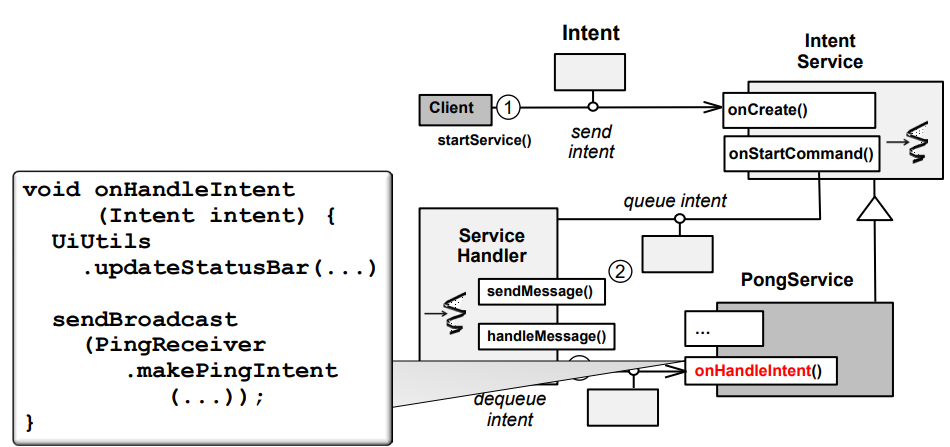 Intent
Intent
Service
Client
1
startService()
send
intent
onCreate()
onStartCommand()
void onHandleIntent
(Intent intent) {
UiUtils
.updateStatusBar(...)
sendBroadcast
(PingReceiver
.makePingIntent
(...));
}
queue intent
Service
Handler
2
sendMessage()
handleMessage()
dequeue
intent
PongService
...
onHandleIntent()